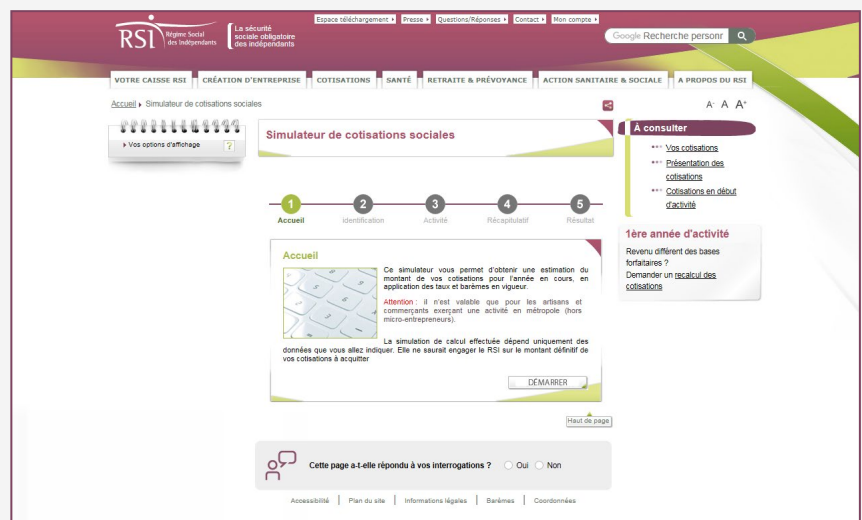 Espace téléchargement Presse Questions/Réponses Contact Mon compte
RSI Régime Social
des Indépendants
La sécurité
sociale obligatoire
des indépendants
Google Recherche personr
VOTRE CAISSE RSI CRÉATION D'ENTREPRISE COTISATIONS SANTÉ RETRAITE & PRÉVOYANCE ACTION SANITAIRE & SOCIALE A PROPOS DU RSI
Accueil Simulateur de cotisations sociales
A- A A+
Vos options d'affichage ?
Simulateur de cotisations sociales
À consulter
Vos cotisations
Présentation des
cotisations
Cotisations en début
d'activité
1 2 3 4 5
Accueil Identification Activité Récapitulatif Résultat
1ère année d'activité
Revenu différent des bases
forfaitaires ?
Demander un recalcul des
cotisations
Accueil
Ce simulateur vous permet d'obtenir une estimation du
montant de vos cotisations pour l'année en cours, en
application des taux et barèmes en vigueur.
Attention : il n'est valable que pour les artisans et
commerçants exerçant une activité en métropole (hors
micro-entrepreneurs).
La simulation de calcul effectuée dépend uniquement des
données que vous allez indiquer. Elle ne saurait engager le RSI sur le montant définitif de
vos cotisations à acquitter
DÉMARRER
Haut de page
Cette page a-t-elle répondu à vos interrogations ? Oui Non
Accessibilité Plan du site Informations légales Barèmes Coordonnées